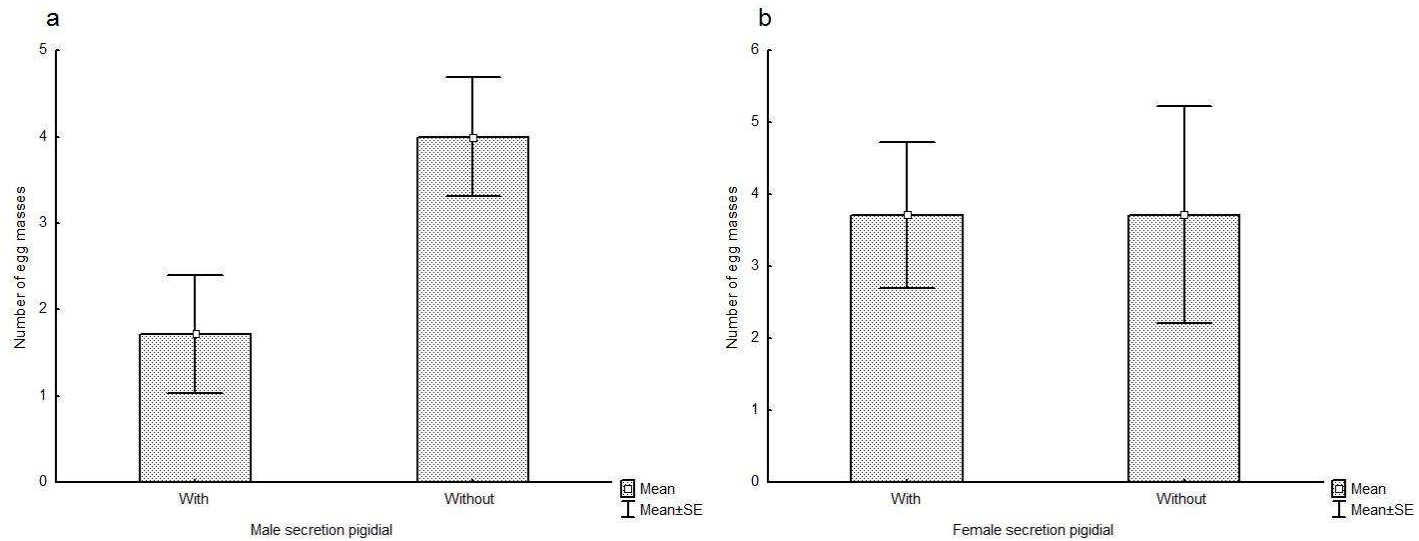 a
Number of egg masses
5
4
3
2
1
0
With
Without
Male secretion pigidial
Mean
Mean±SE
b
Number of egg masses
6
5
4
3
2
1
0
With
Without
Female secretion pigidial
Mean
Mean±SE